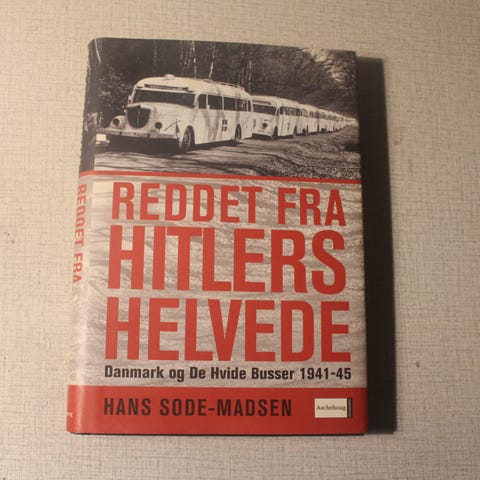 REDDET FRA
HITLERS
HELVEDE
Danmark og De Hvide Busser 1941-45
HANS SODE-MADSEN
Aschehoug
REDDET FRA